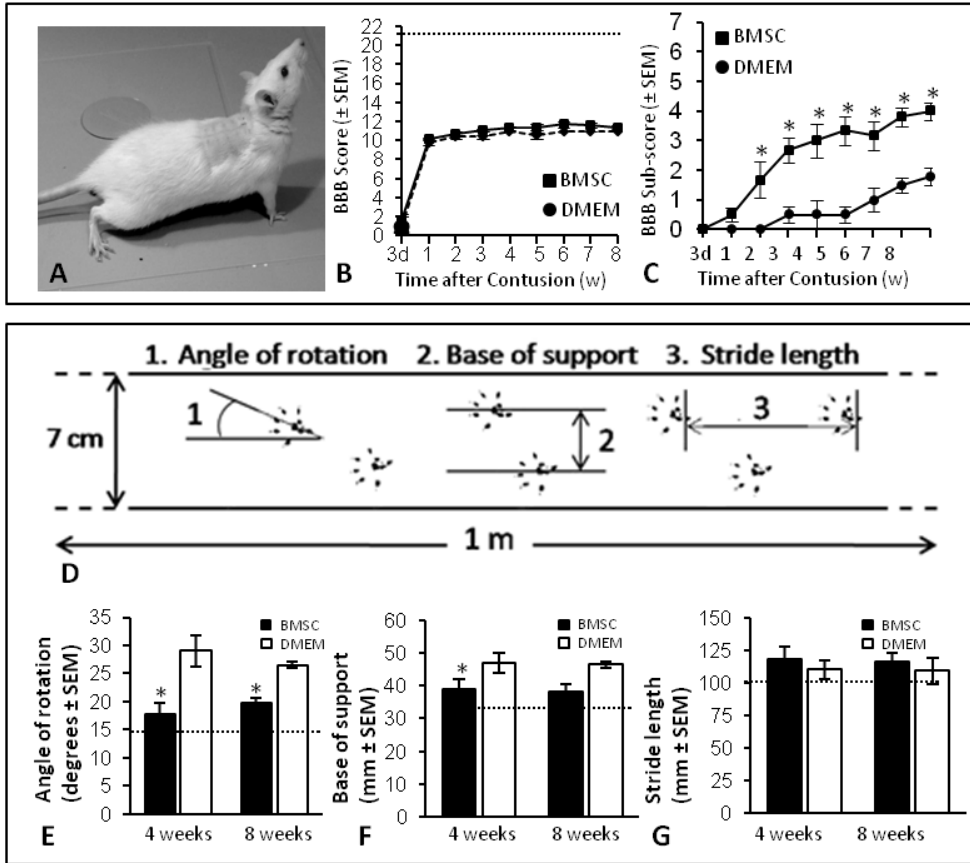 A
BBB Score (± SEM)
22
20
18
16
14
12
10
8
6
4
2
0
BMSC
DMEM
3d 1 2 3 4 5 6 7 8
B Time after Contusion (w)
BBB Sub-score (± SEM)
7
6
5
4
3
2
1
0
BMSC
DMEM
* * * * * * *
3d 1 2 3 4 5 6 7 8
Time after Contusion (w) C
1. Angle of rotation 2. Base of support 3. Stride length
7 cm
1
2
3
1 m
D
Angle of rotation
(degrees ± SEM)
35
30
25
20
15
10
5
0
BMSC
DMEM
* *
4 weeks 8 weeks
E
Base of support
(mm ± SEM)
60
50
40
30
20
10
0
BMSC
DMEM
*
4 weeks 8 weeks
F
Stride length
(mm ± SEM)
150
125
100
75
50
25
0
BMSC
DMEM
4 weeks 8 weeks
G